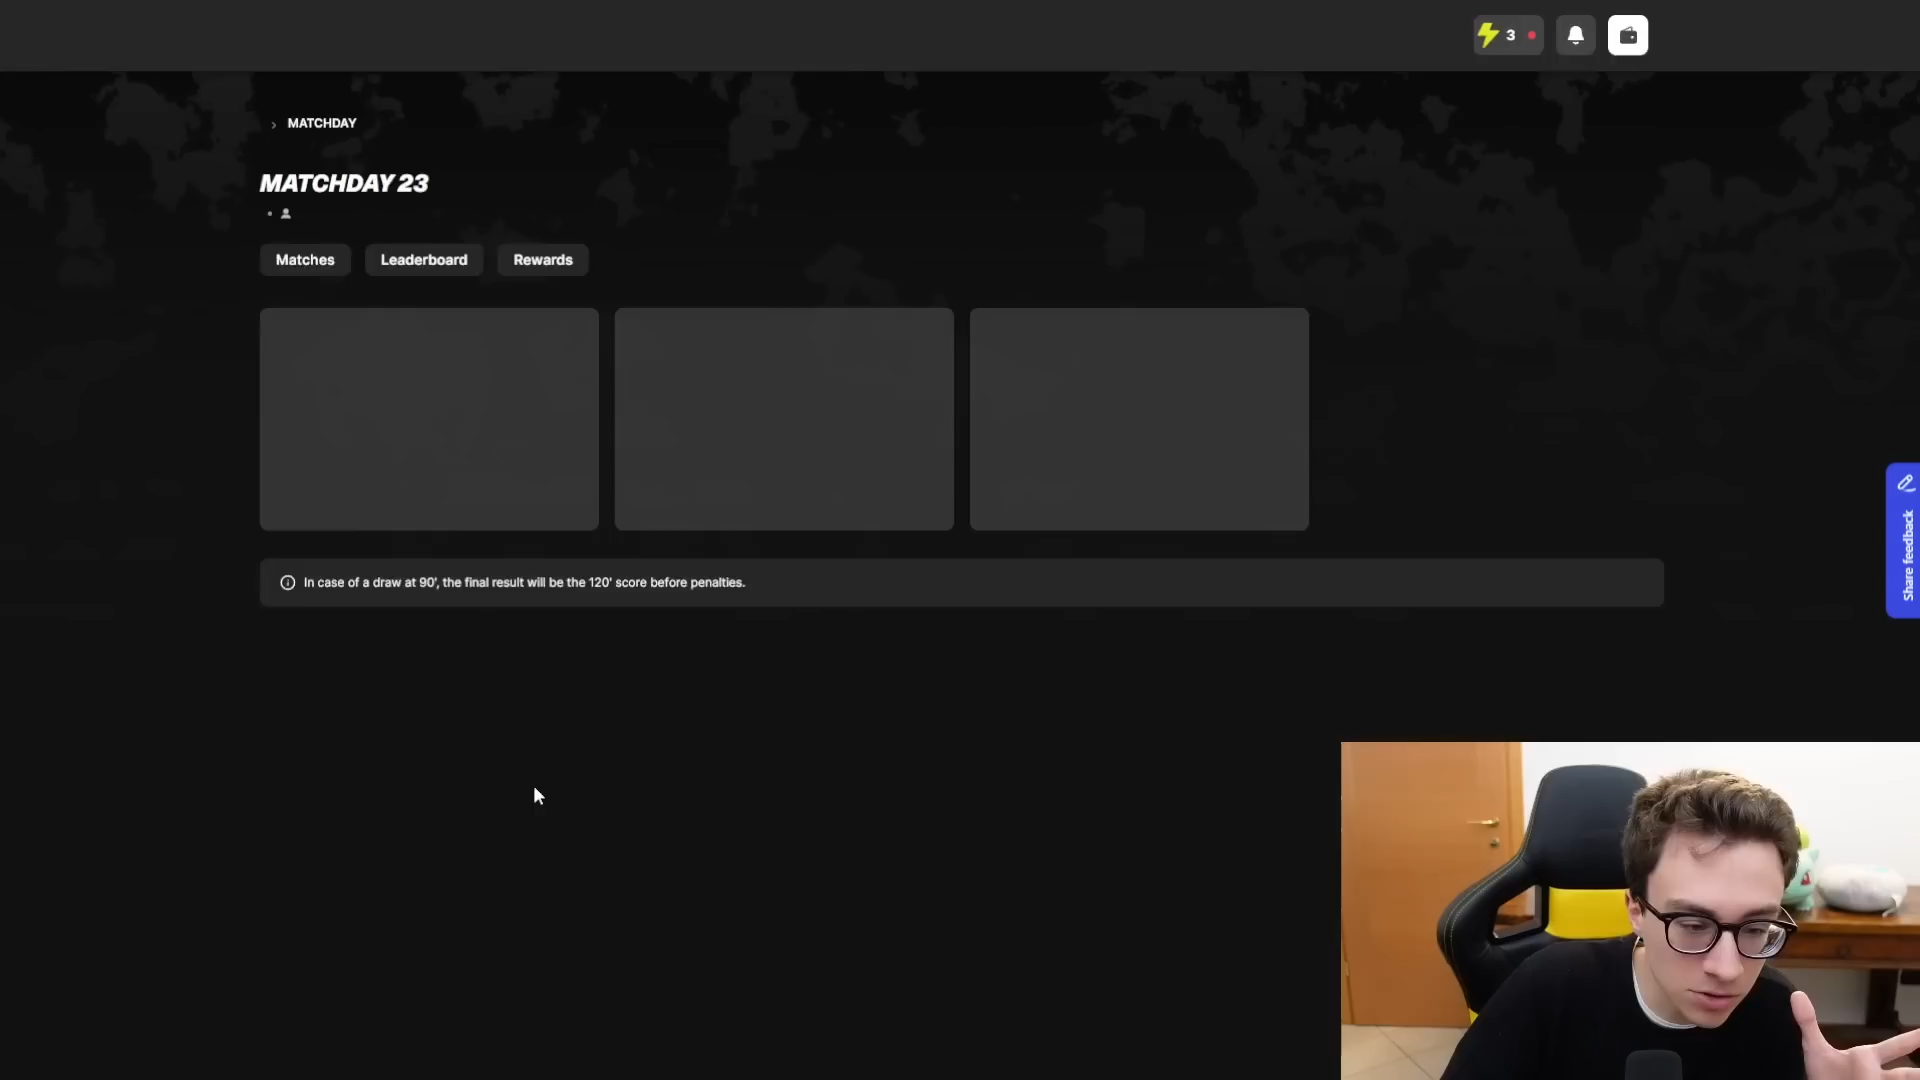 3
MATCHDAY
MATCHDAY 23
Matches
Leaderboard
Rewards
In case of a draw at 90', the final result will be the 120' score before penalties.
Share feedback